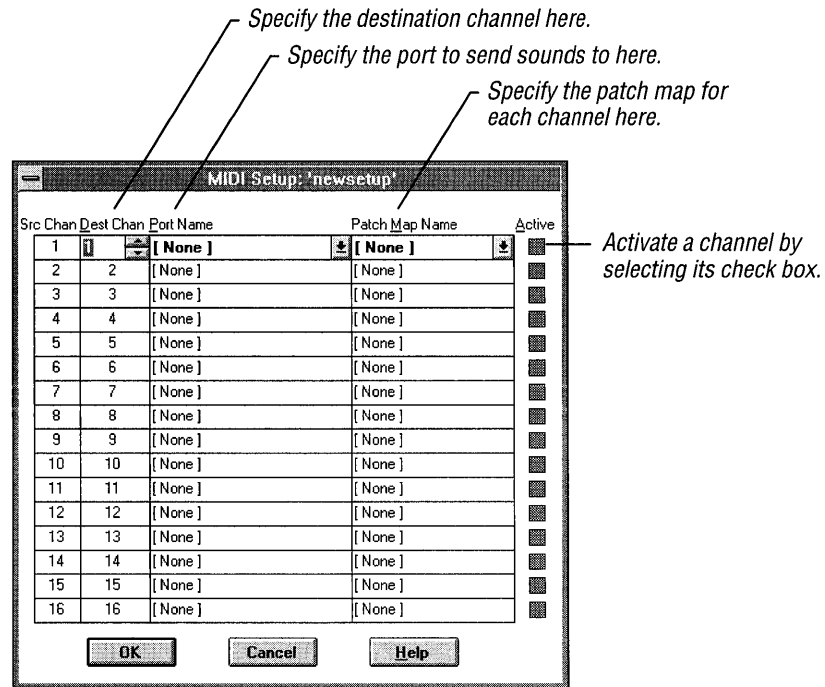 Specify the destination channel here.
Specify the port to send sounds to here.
Specify the patch map for
each channel here.
MIDI Setup: 'newsetup'
Src Chan Dest Chan Port Name Patch Map Name Active
1 1 [ None ] [ None ]
2 2 [ None ] [ None ]
3 3 [ None ] [ None ]
4 4 [ None ] [ None ]
5 5 [ None ] [ None ]
6 6 [ None ] [ None ]
7 7 [ None ] [ None ]
8 8 [ None ] [ None ]
9 9 [ None ] [ None ]
10 10 [ None ] [ None ]
11 11 [ None ] [ None ]
12 12 [ None ] [ None ]
13 13 [ None ] [ None ]
14 14 [ None ] [ None ]
15 15 [ None ] [ None ]
16 16 [ None ] [ None ]
Activate a channel by
selecting its check box.
OK Cancel Help